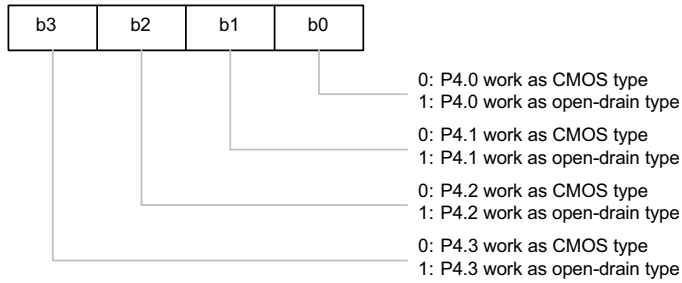 b3 b2 b1 b0
0: P4.0 work as CMOS type
1: P4.0 work as open-drain type
0: P4.1 work as CMOS type
1: P4.1 work as open-drain type
0: P4.2 work as CMOS type
1: P4.2 work as open-drain type
0: P4.3 work as CMOS type
1: P4.3 work as open-drain type